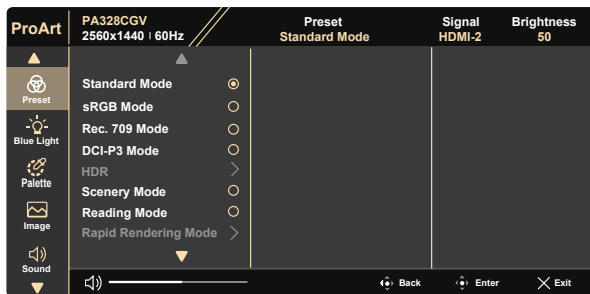 ProArt
PA328CGV
2560x1440 | 60Hz
Preset
Standard Mode
Signal
HDMI-2
Brightness
50
Preset
Blue Light
Palette
Image
Sound
Standard Mode
sRGB Mode
Rec. 709 Mode
DCI-P3 Mode
HDR
Scenery Mode
Reading Mode
Rapid Rendering Mode
Back
Enter
Exit